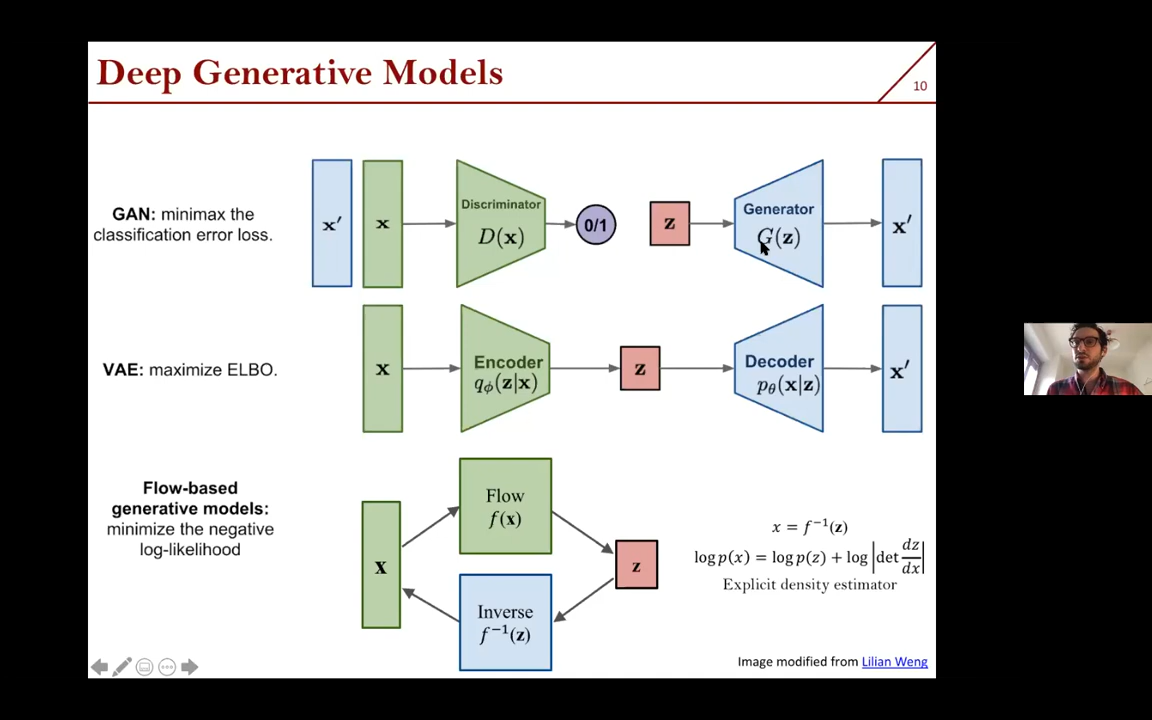 Deep Generative Models
10
GAN: minimax the
classification error loss.
x′
x
Discriminator
D(x)
0/1
z
Generator
G(z)
x′
VAE: maximize ELBO.
x
Encoder
qϕ(z|x)
z
Decoder
pθ(x|z)
x′
Flow-based
generative models:
minimize the negative
log-likelihood
x
Flow
f(x)
z
Inverse
f⁻¹(z)
x = f⁻¹(z)
log p(x) = log p(z) + log |det dz/dx|
Explicit density estimator
Image modified from Lilian Weng